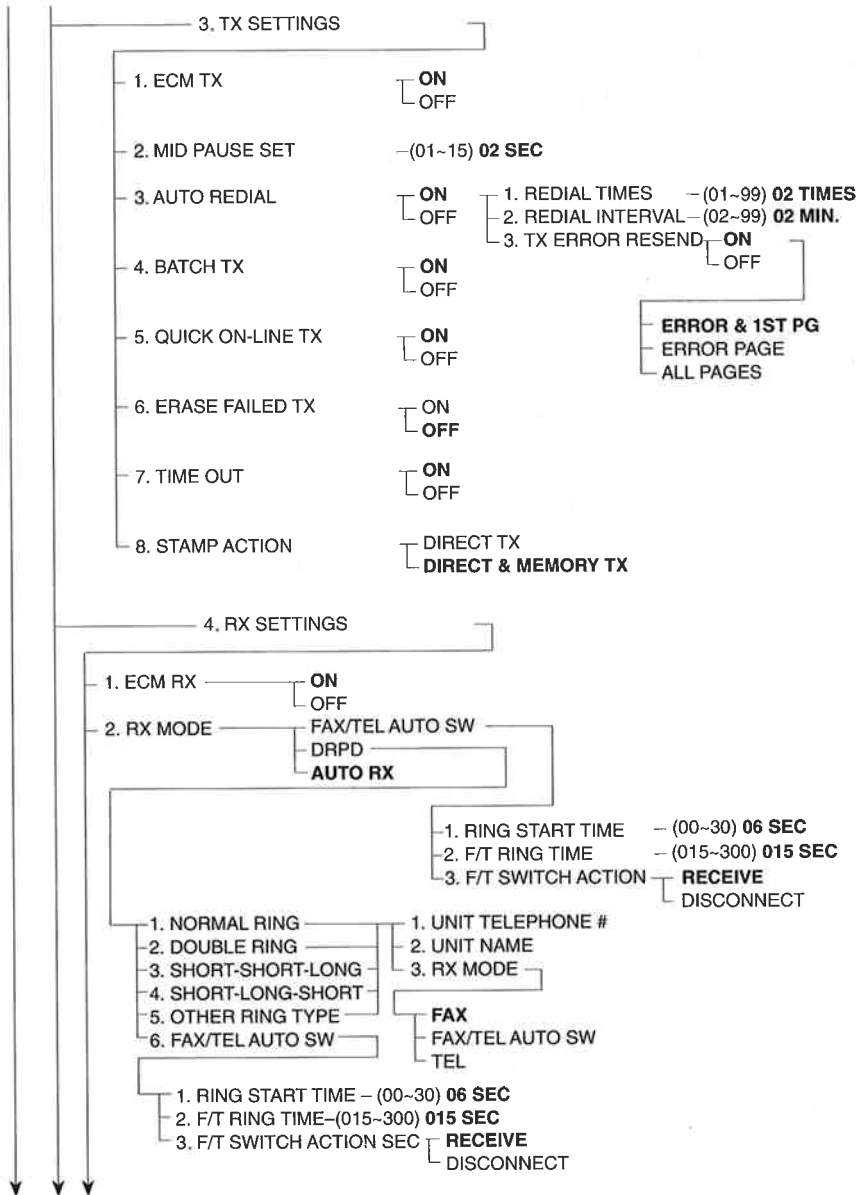 3. TX SETTINGS
1. ECM TX
ON
OFF
2. MID PAUSE SET –(01~15) 02 SEC
3. AUTO REDIAL
ON
OFF
1. REDIAL TIMES –(01~99) 02 TIMES
2. REDIAL INTERVAL–(02~99) 02 MIN.
3. TX ERROR RESEND
ON
OFF
ERROR & 1ST PG
ERROR PAGE
ALL PAGES
4. BATCH TX
ON
OFF
5. QUICK ON-LINE TX
ON
OFF
6. ERASE FAILED TX
ON
OFF
7. TIME OUT
ON
OFF
8. STAMP ACTION
DIRECT TX
DIRECT & MEMORY TX
4. RX SETTINGS
1. ECM RX
ON
OFF
2. RX MODE
FAX/TEL AUTO SW
DRPD
AUTO RX
1. RING START TIME – (00~30) 06 SEC
2. F/T RING TIME – (015~300) 015 SEC
3. F/T SWITCH ACTION
RECEIVE
DISCONNECT
1. NORMAL RING
2. DOUBLE RING
3. SHORT-SHORT-LONG
4. SHORT-LONG-SHORT
5. OTHER RING TYPE
6. FAX/TEL AUTO SW
1. UNIT TELEPHONE #
2. UNIT NAME
3. RX MODE
FAX
FAX/TEL AUTO SW
TEL
1. RING START TIME – (00~30) 06 SEC
2. F/T RING TIME–(015~300) 015 SEC
3. F/T SWITCH ACTION SEC
RECEIVE
DISCONNECT